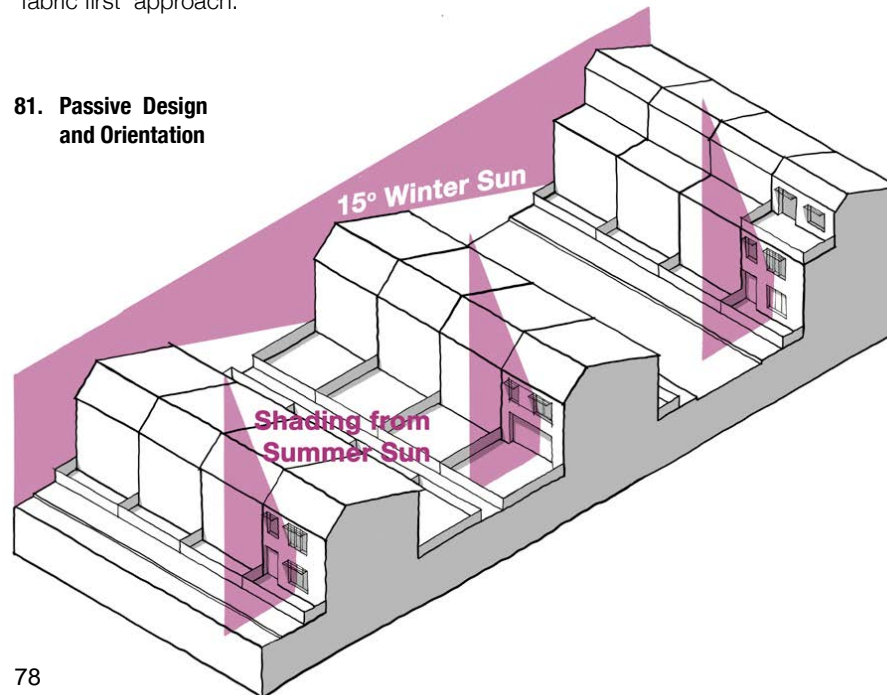 'fabric first' approach.
81. Passive Design
and Orientation
15° Winter Sun
Shading from
Summer Sun
78